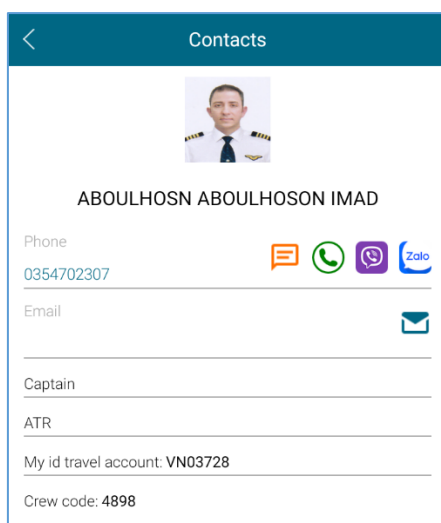 Contacts
ABOULHOSN ABOULHOSON IMAD
Phone
0354702307
Zalo
Email
Captain
ATR
My id travel account: VN03728
Crew code: 4898